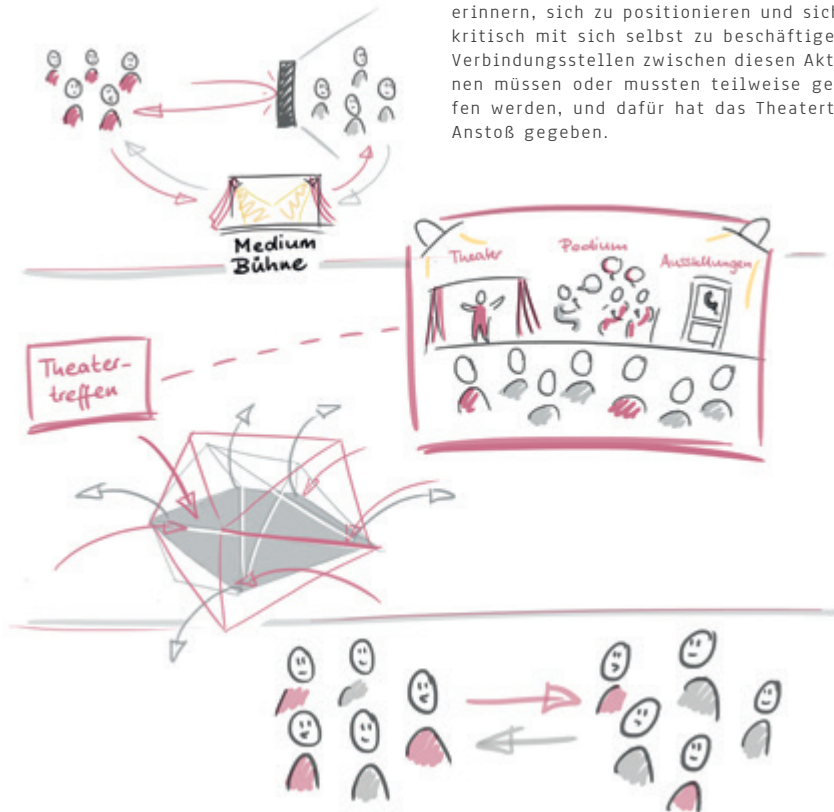 erinnern, sich zu positionieren und sich
kritisch mit sich selbst zu beschäftige
Verbindungsstellen zwischen diesen Akt
nen müssen oder mussten teilweise ge
fen werden, und dafür hat das Theatert
Anstoß gegeben.
Medium
Bühne
Theater
Podium
Ausstellungen
Theater-
treffen